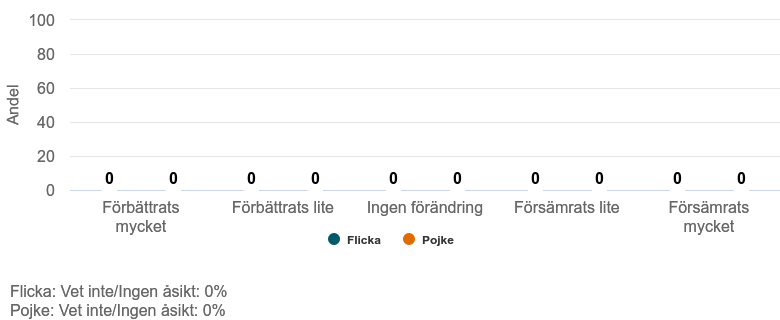 100
80
60
40
20
0
Andel
0 0 0 0 0 0 0 0 0 0
Förbättrats mycket
Förbättrats lite
Ingen förändring
Försämrats lite
Försämrats mycket
Flicka Pojke
Flicka: Vet inte/Ingen åsikt: 0%
Pojke: Vet inte/Ingen åsikt: 0%